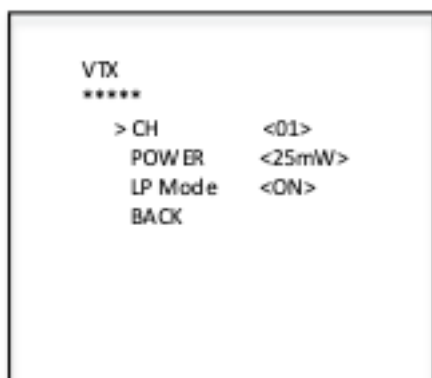 VTX
*****
> CH <01>
POWER <25mW>
LP Mode <ON>
BACK